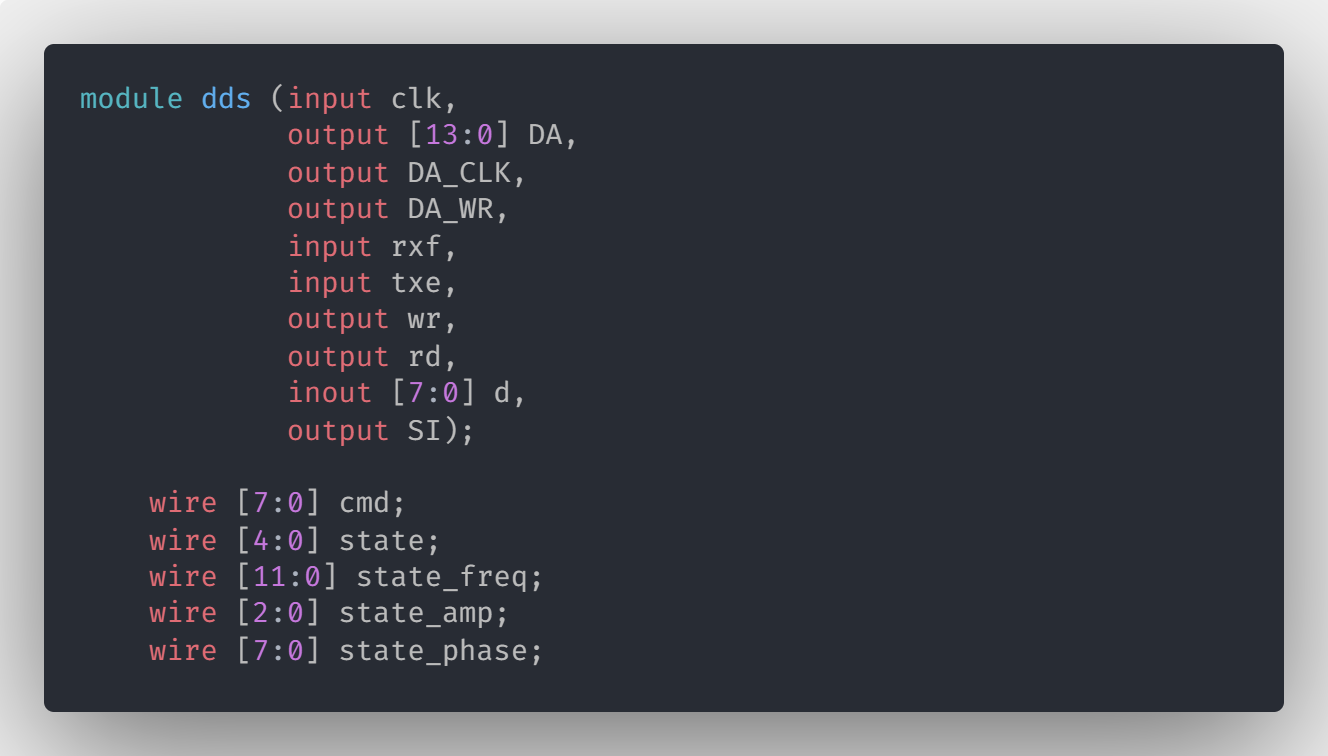 module dds (input clk,
            output [13:0] DA,
            output DA_CLK,
            output DA_WR,
            input rxf,
            input txe,
            output wr,
            output rd,
            inout [7:0] d,
            output SI);

    wire [7:0] cmd;
    wire [4:0] state;
    wire [11:0] state_freq;
    wire [2:0] state_amp;
    wire [7:0] state_phase;